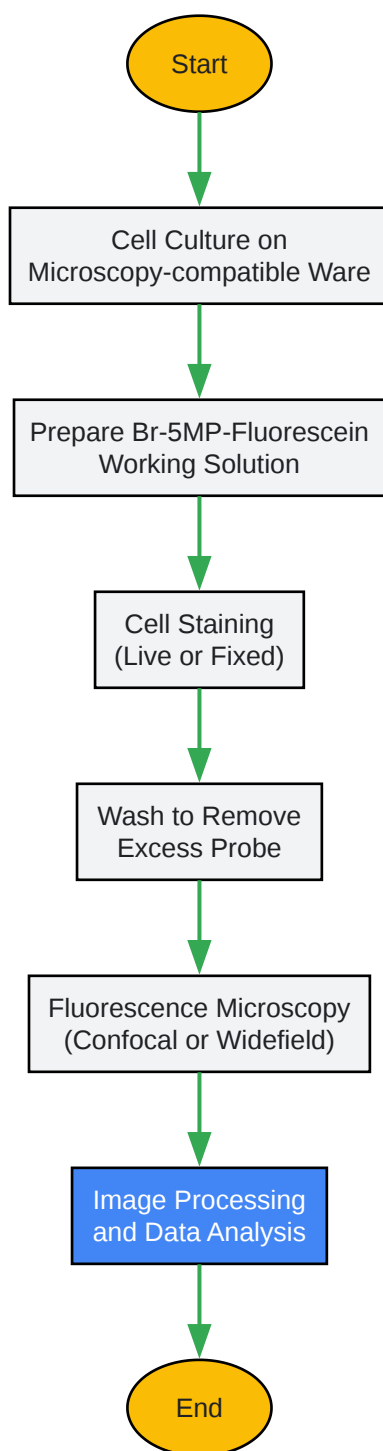 Start
Cell Culture on
Microscopy-compatible Ware
Prepare Br-5MP-Fluorescein
Working Solution
Cell Staining
(Live or Fixed)
Wash to Remove
Excess Probe
Fluorescence Microscopy
(Confocal or Widefield)
Image Processing
and Data Analysis
End